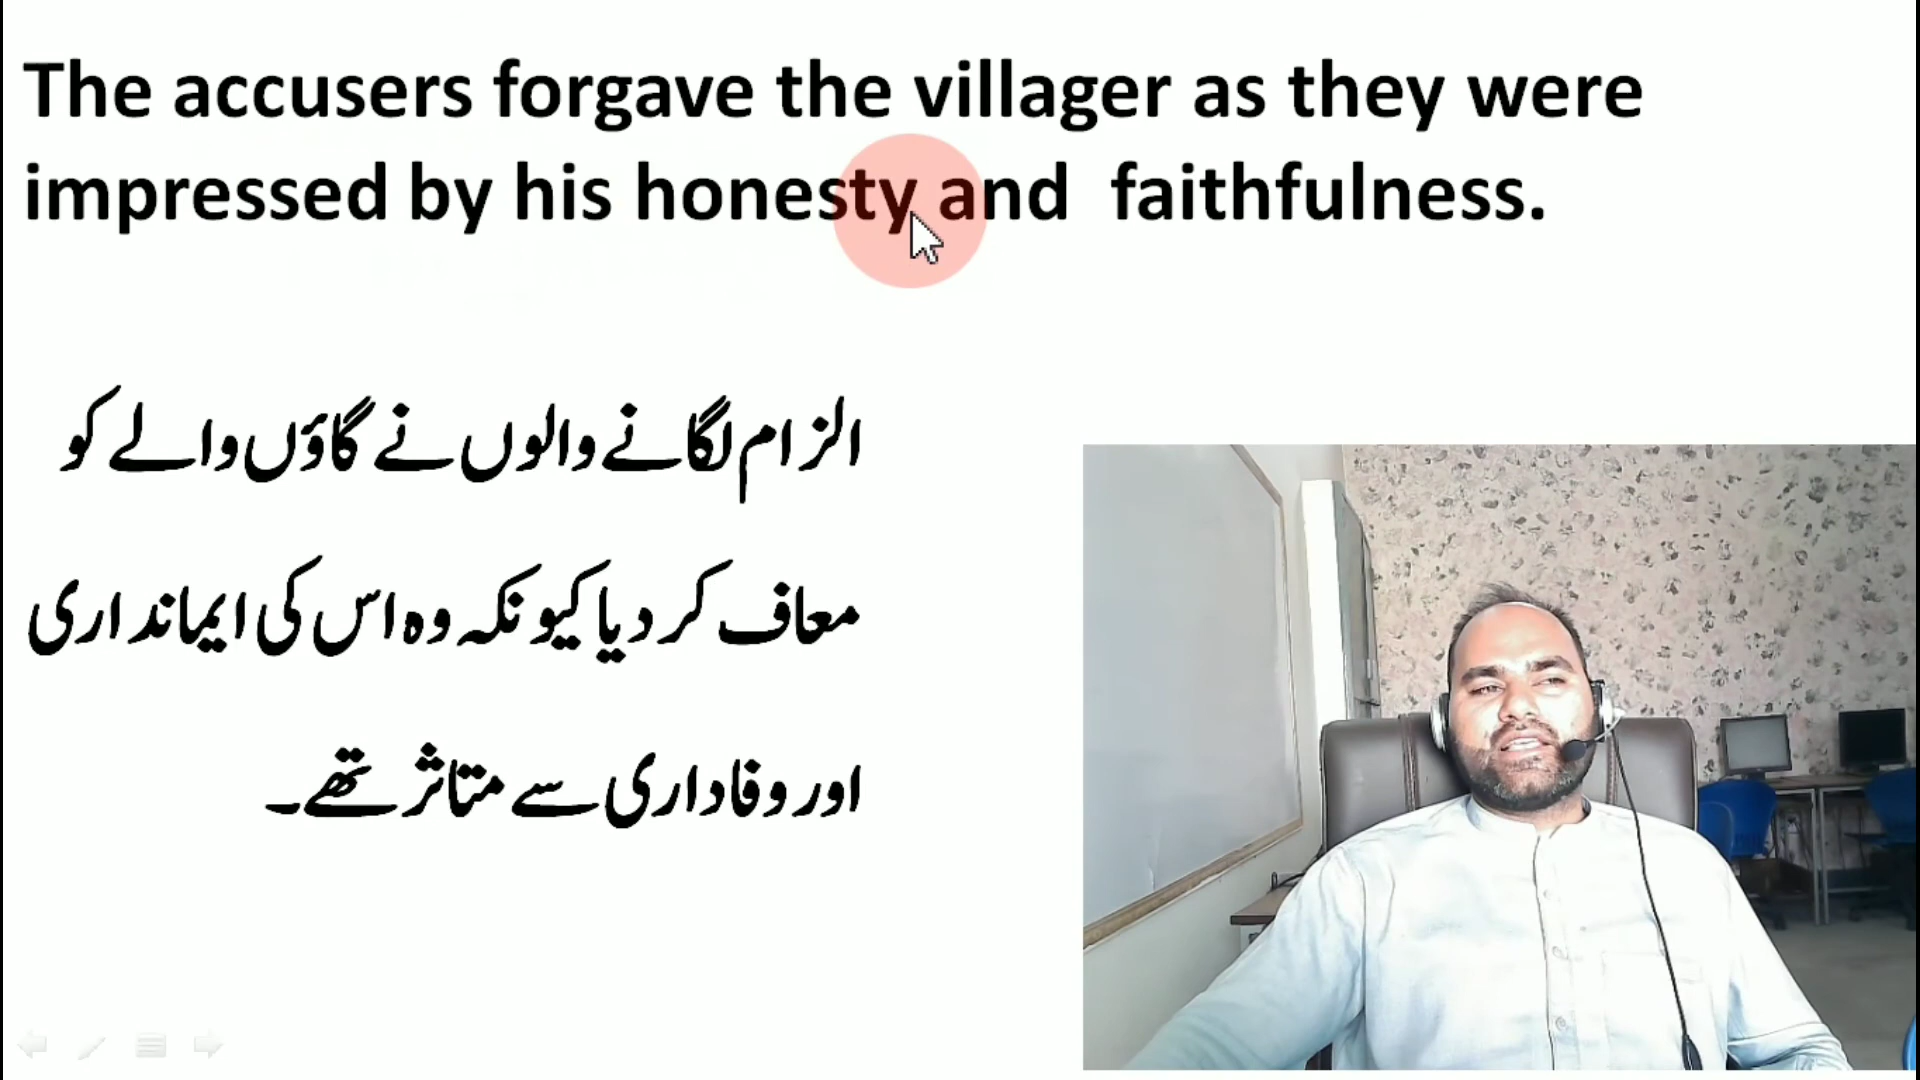 The accusers forgave the villager as they were
impressed by his honesty and  faithfulness.
الزام لگانے والوں نے گاؤں والے کو
معاف کر دیا کیونکہ وہ اس کی ایمانداری
اور وفاداری سے متاثر تھے۔